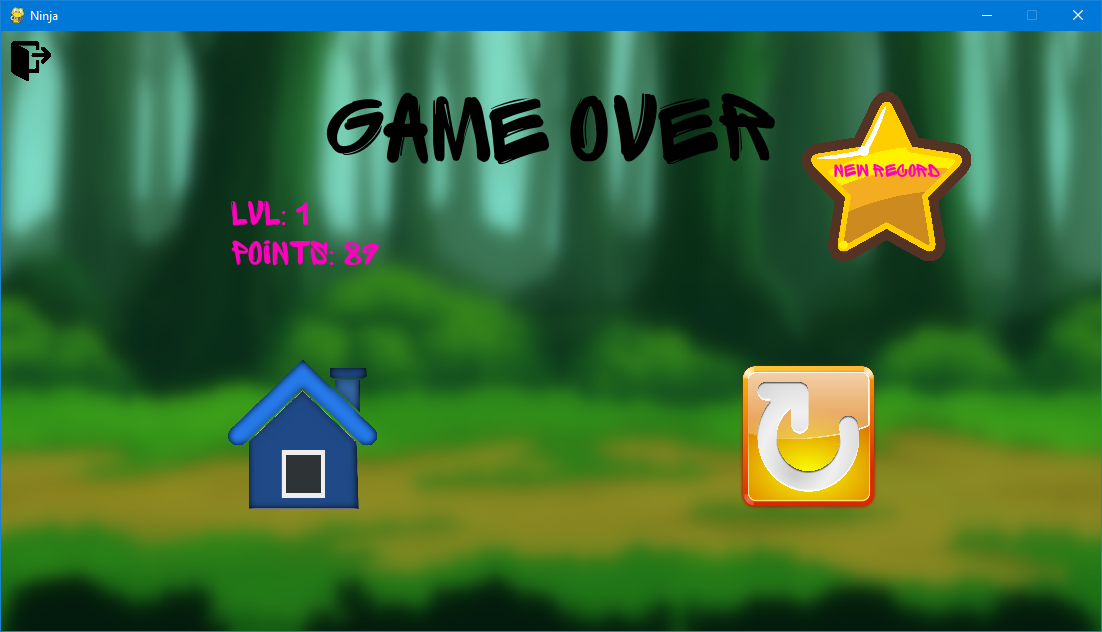 Ninja
GAME OVER
NEW RECORD
LVL: 1
POINTS: 89